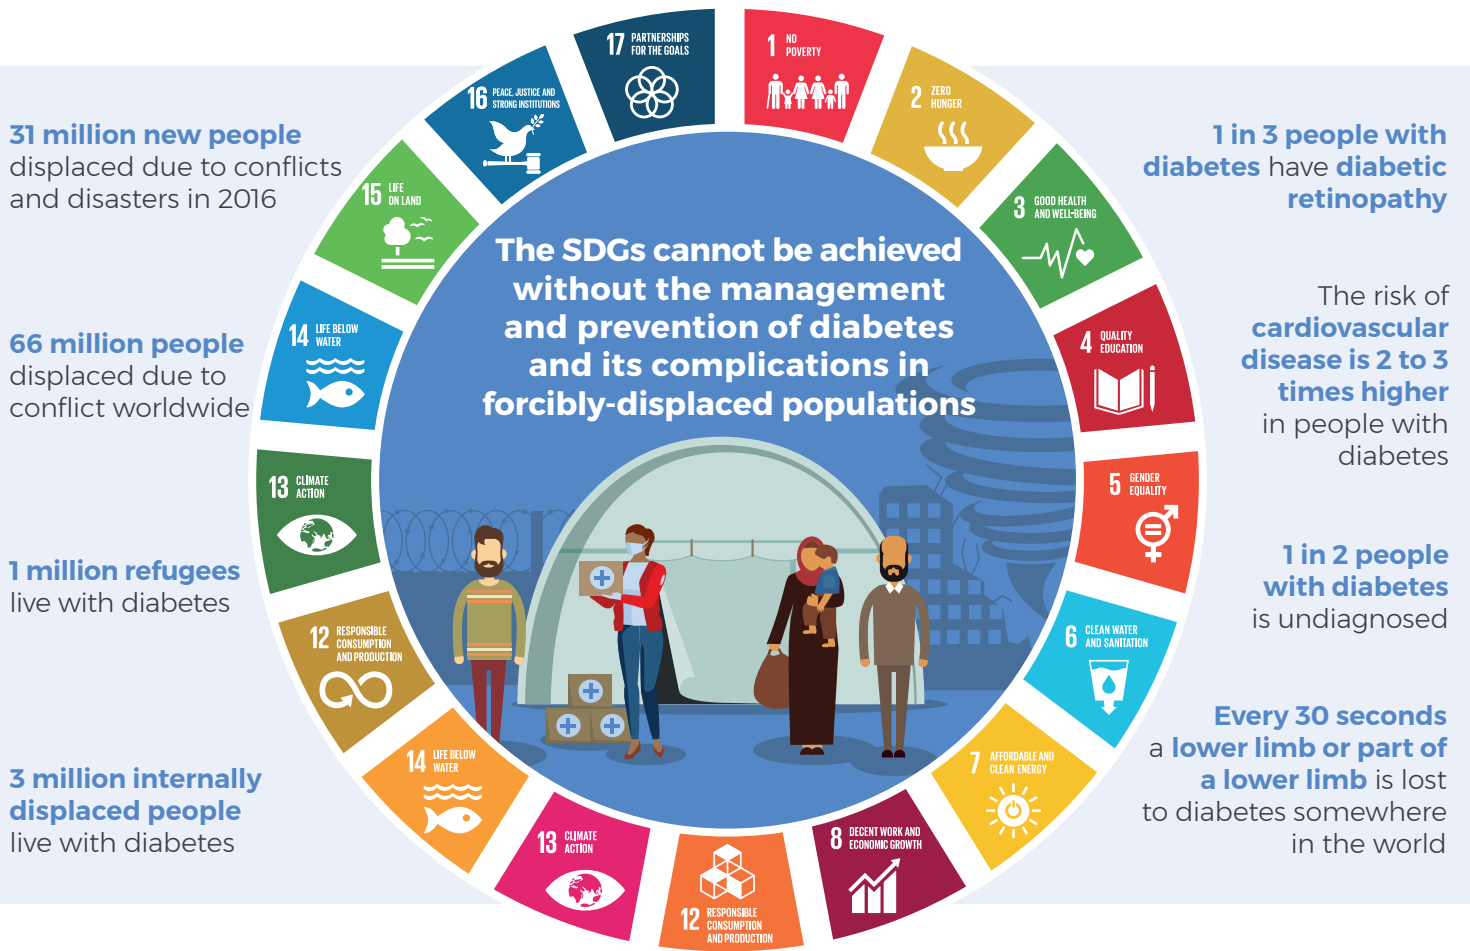 31 million new people
displaced due to conflicts
and disasters in 2016
66 million people
displaced due to
conflict worldwide
1 million refugees
live with diabetes
3 million internally
displaced people
live with diabetes
The SDGs cannot be achieved
without the management
and prevention of diabetes
and its complications in
forcibly-displaced populations
1 NO
POVERTY
2 ZERO
HUNGER
3 GOOD HEALTH
AND WELL-BEING
4 QUALITY
EDUCATION
5 GENDER
EQUALITY
6 CLEAN WATER
AND SANITATION
7 AFFORDABLE AND
CLEAN ENERGY
8 DECENT WORK AND
ECONOMIC GROWTH
12 RESPONSIBLE
CONSUMPTION
AND PRODUCTION
13 CLIMATE
ACTION
14 LIFE BELOW
WATER
12 RESPONSIBLE
CONSUMPTION
AND PRODUCTION
13 CLIMATE
ACTION
14 LIFE BELOW
WATER
15 LIFE
ON LAND
16 PEACE, JUSTICE AND
STRONG INSTITUTIONS
17 PARTNERSHIPS
FOR THE GOALS
1 in 3 people with
diabetes have diabetic
retinopathy
The risk of
cardiovascular
disease is 2 to 3
times higher
in people with
diabetes
1 in 2 people
with diabetes
is undiagnosed
Every 30 seconds
a lower limb or part of
a lower limb is lost
to diabetes somewhere
in the world